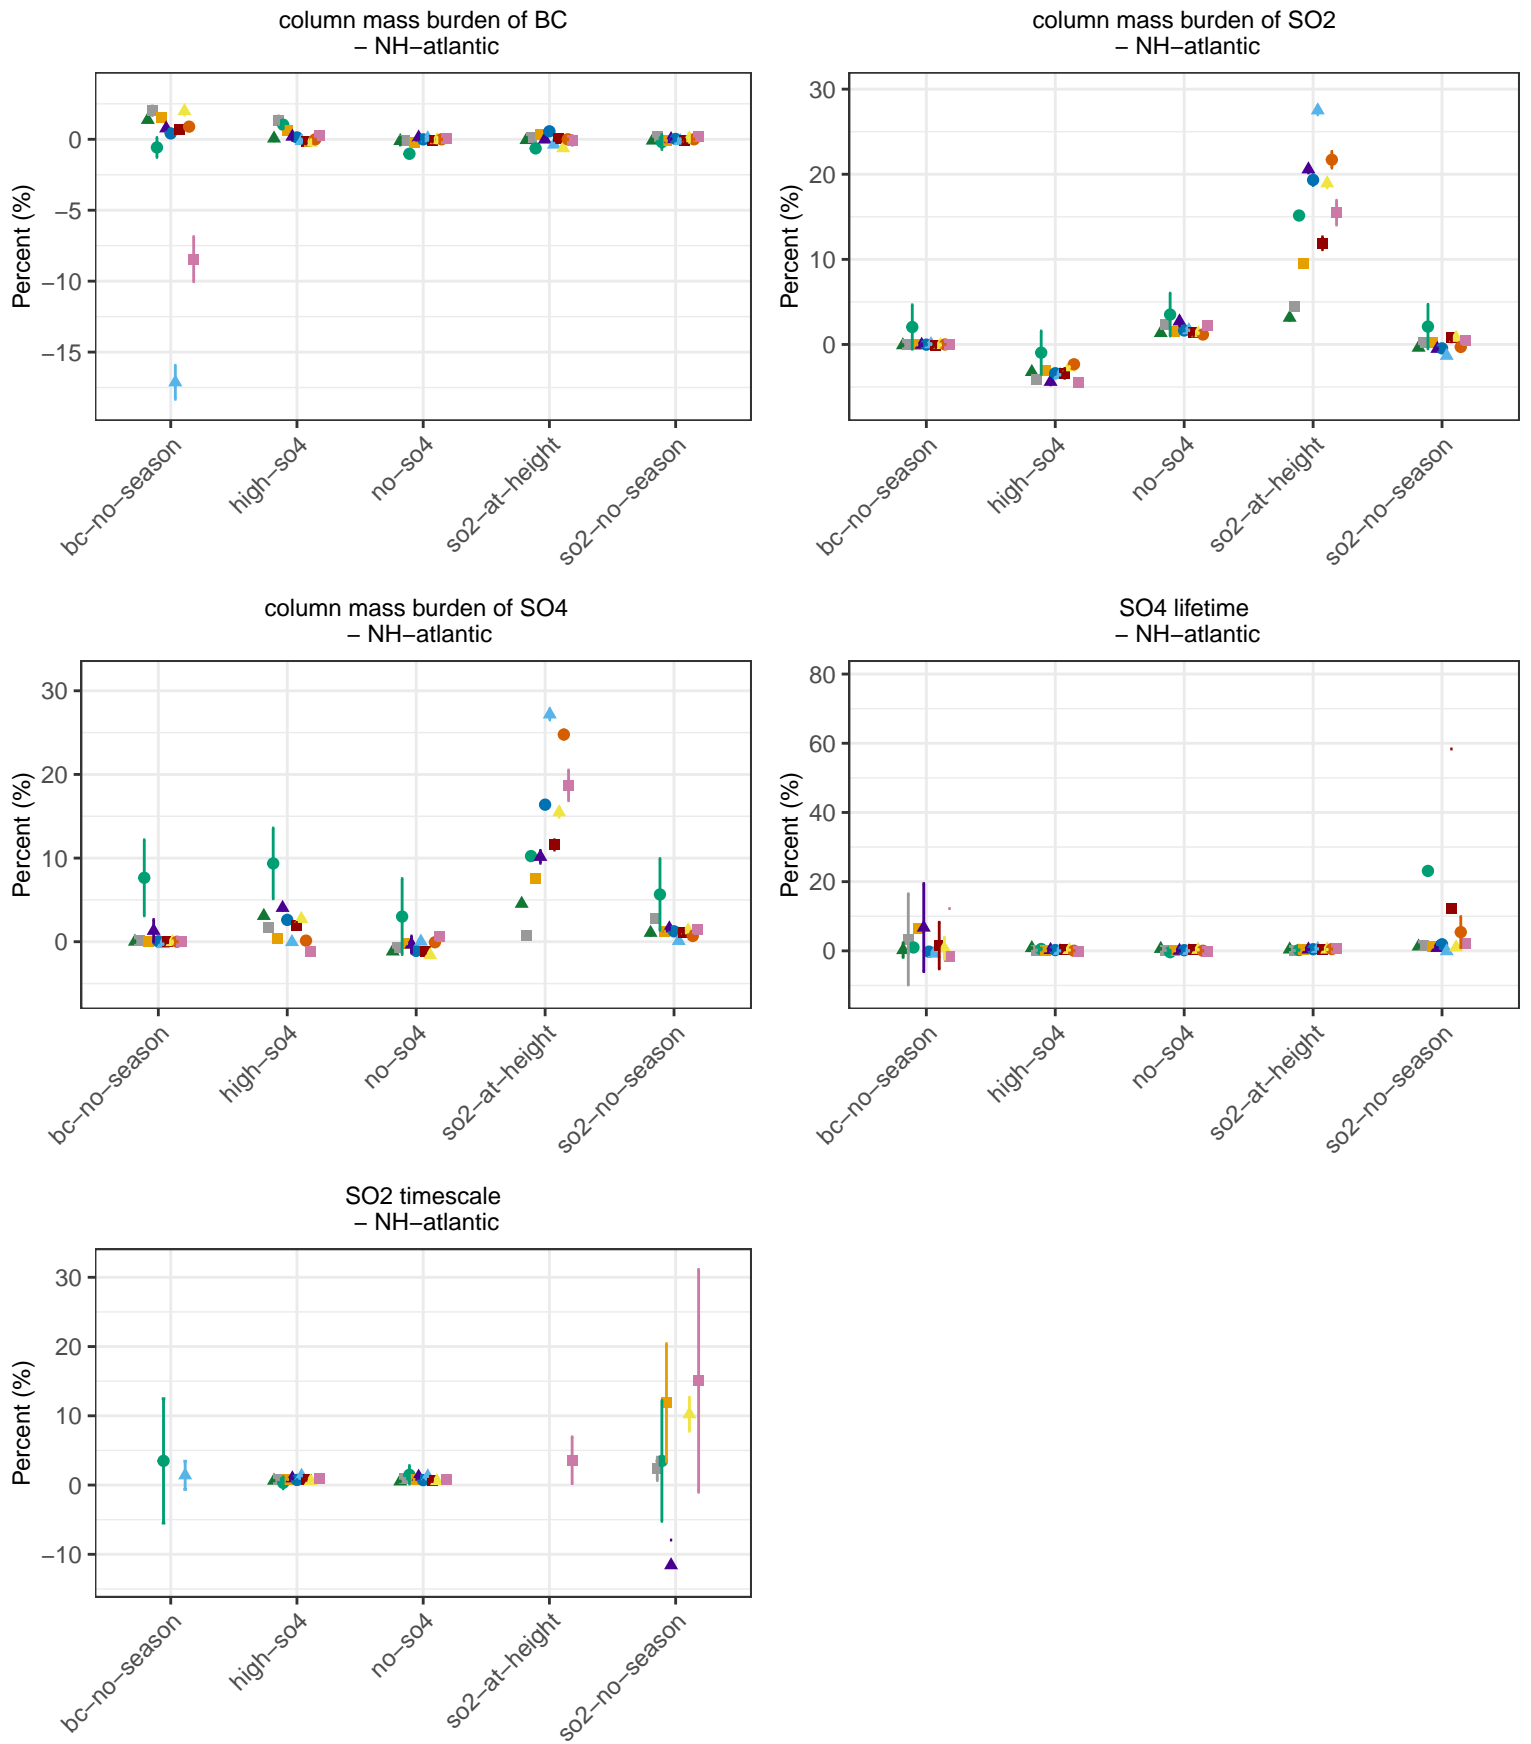 column mass burden of BC
− NH−atlantic
Percent (%)
0
−5
−10
−15
bc−no−season
high−so4
no−so4
so2−at−height
so2−no−season
column mass burden of SO2
− NH−atlantic
Percent (%)
30
20
10
0
bc−no−season
high−so4
no−so4
so2−at−height
so2−no−season
column mass burden of SO4
− NH−atlantic
Percent (%)
30
20
10
0
bc−no−season
high−so4
no−so4
so2−at−height
so2−no−season
SO4 lifetime
− NH−atlantic
Percent (%)
80
60
40
20
0
bc−no−season
high−so4
no−so4
so2−at−height
so2−no−season
SO2 timescale
− NH−atlantic
Percent (%)
30
20
10
0
−10
bc−no−season
high−so4
no−so4
so2−at−height
so2−no−season